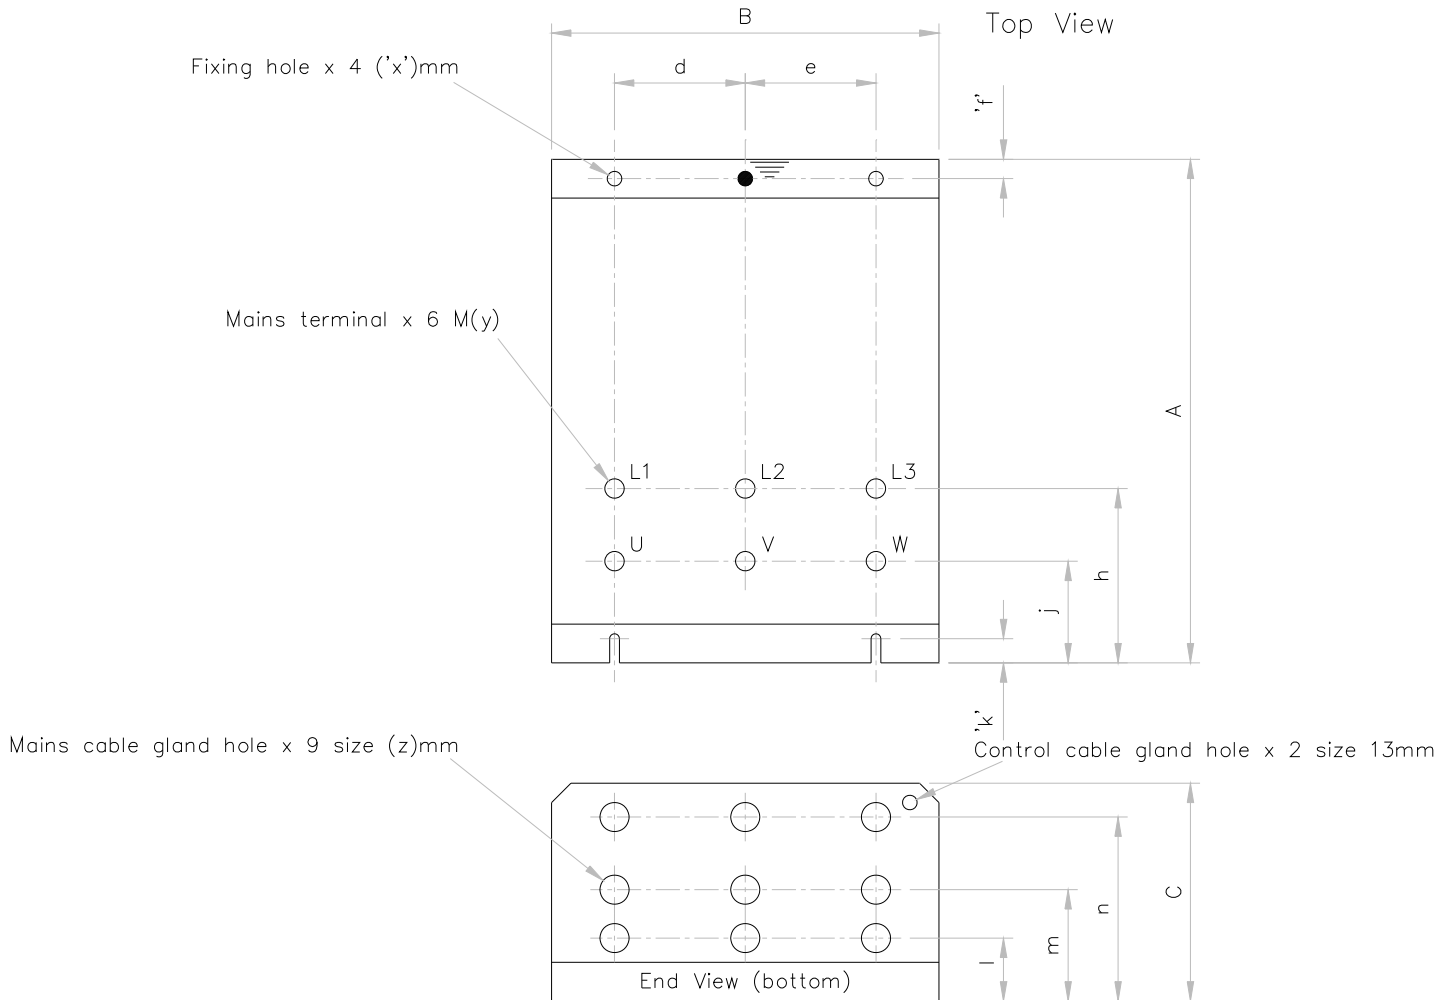 B
Top View
Fixing hole x 4 ('x')mm
d
e
'f'
Mains terminal x 6 M(y)
A
L1
L2
L3
U
V
W
h
j
'k'
Mains cable gland hole x 9 size (z)mm
Control cable gland hole x 2 size 13mm
C
n
m
l
End View (bottom)